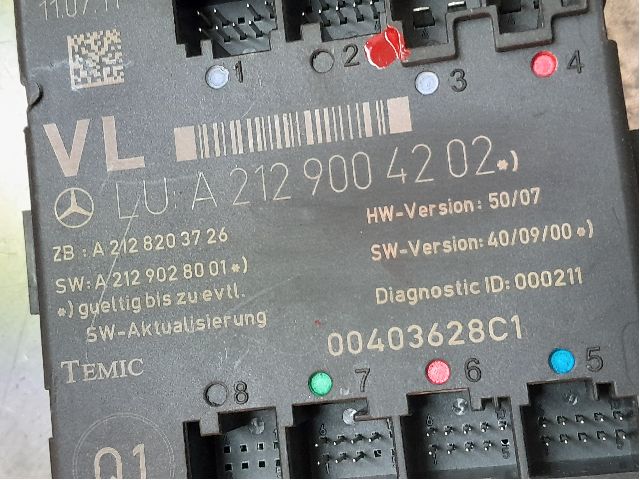 11.07.11
1 2 3 4
VL
LU: A 212 900 42 02 *)
HW-Version: 50/07
ZB : A 212 820 37 26
SW-Version: 40/09/00 *)
SW: A 212 902 80 01 *)
*) gueltig bis zu evtl.
Diagnostic ID: 000211
SW-Aktualisierung
00403628C1
TEMIC
8 7 6 5
Q1